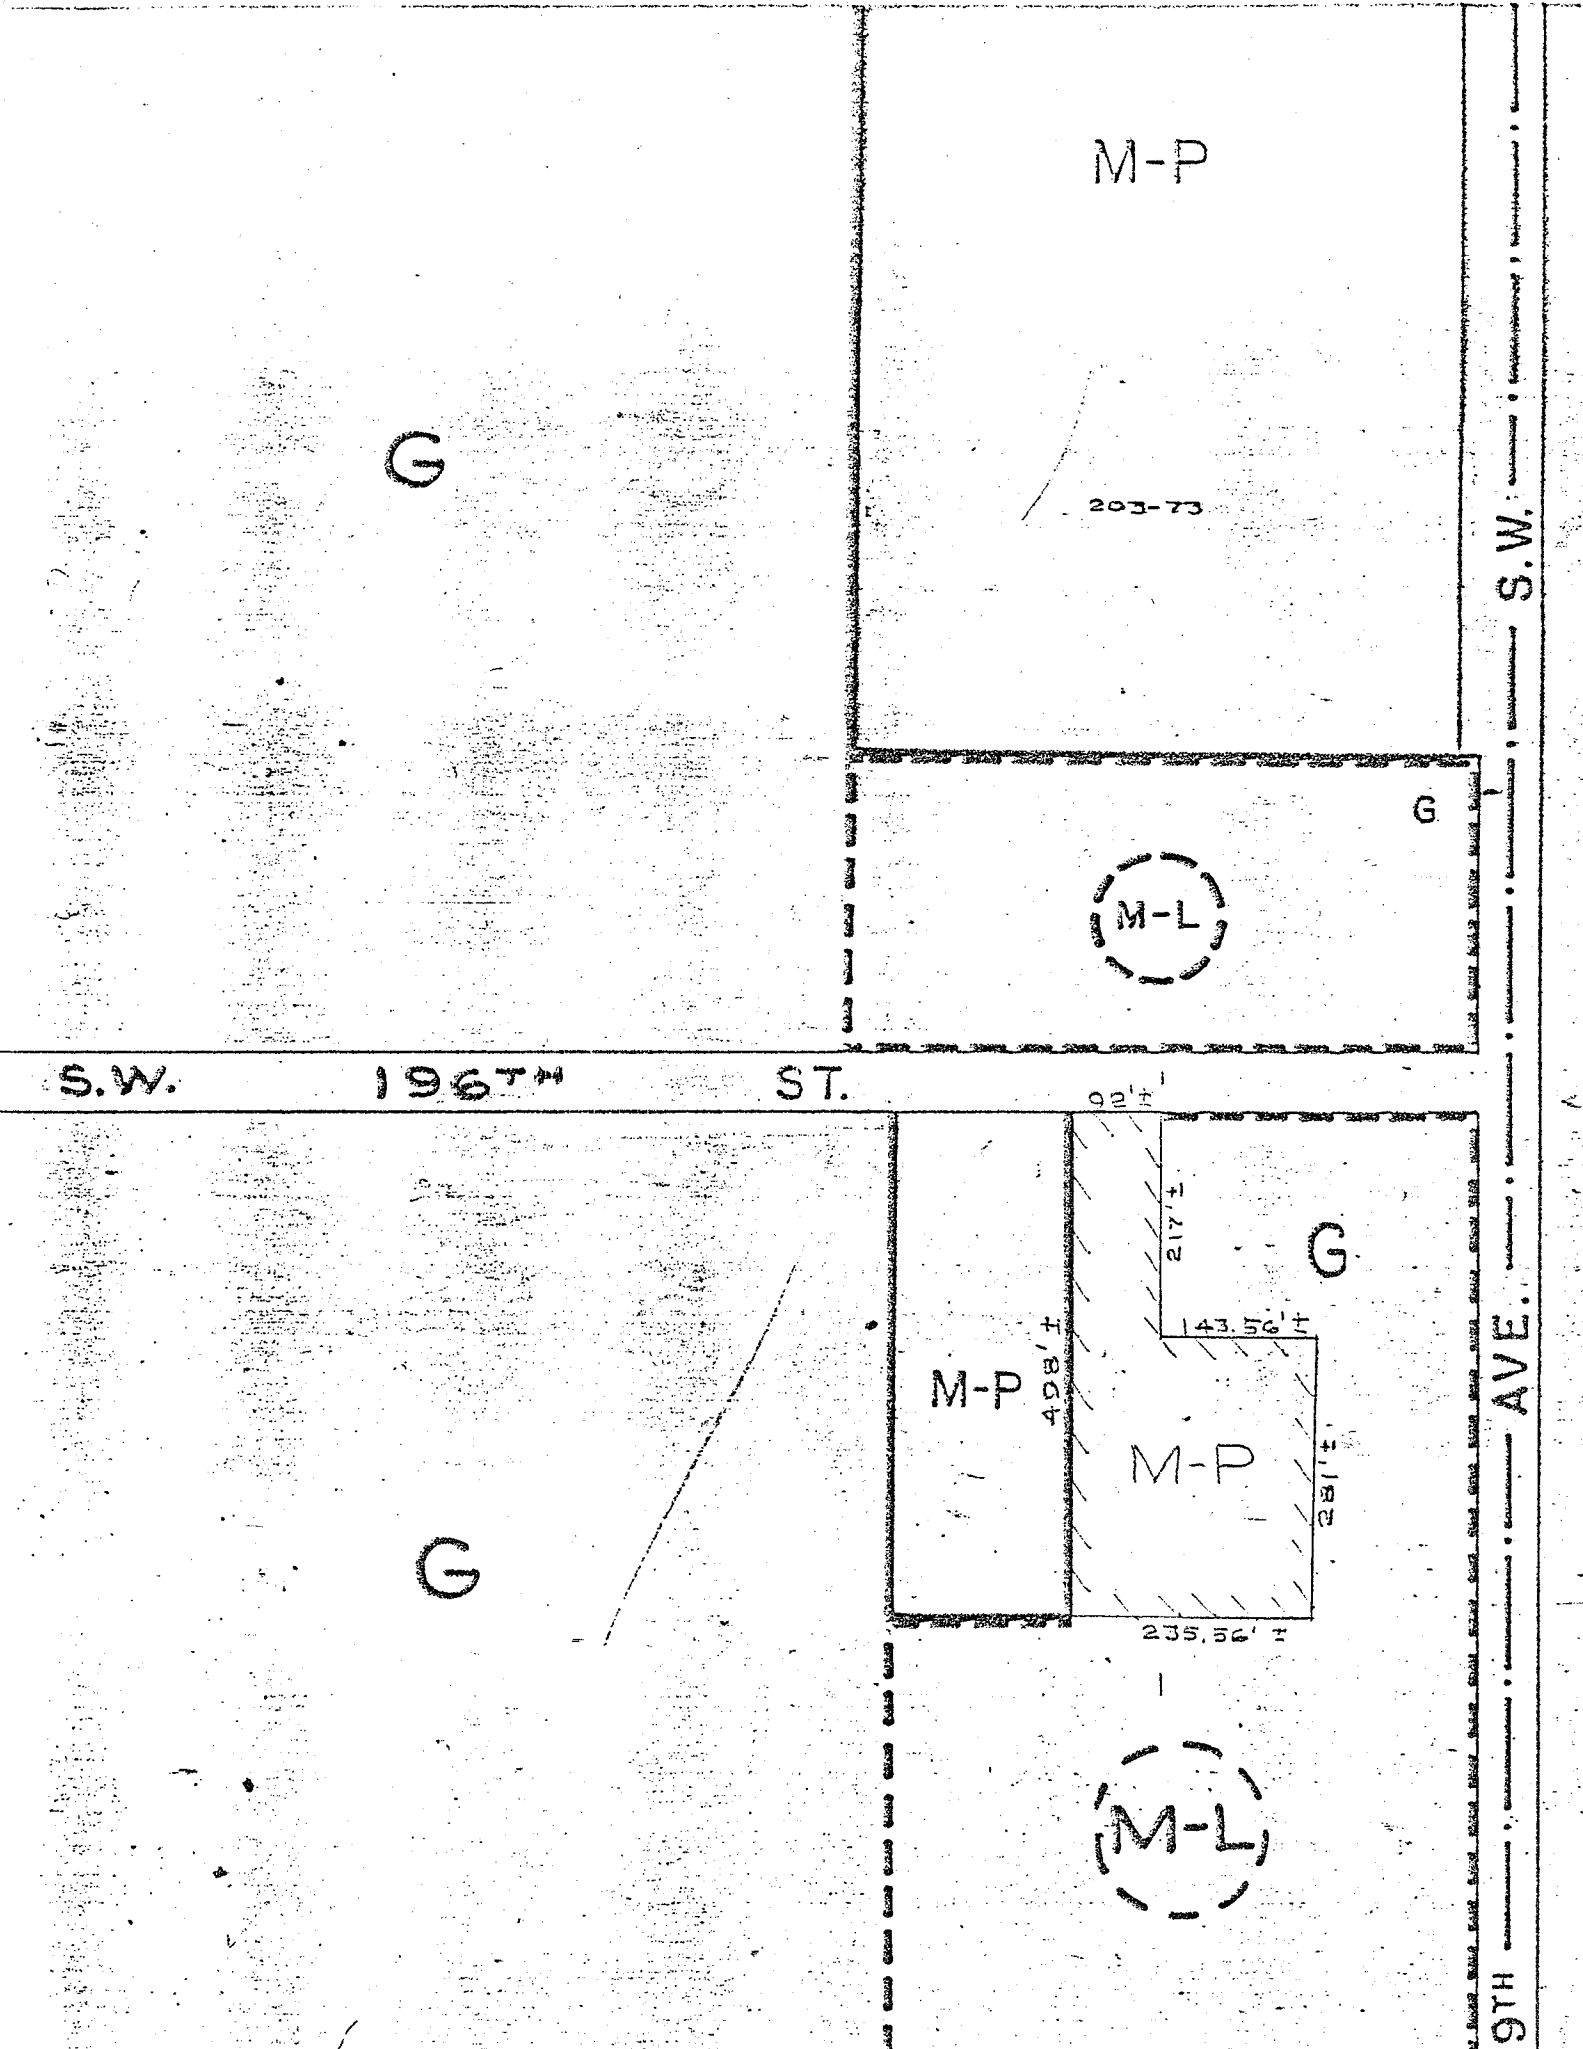 M-P
G
203-73
S.W.
G
M-L
S.W. 196TH ST.
92'±
217'±
G
143.56'±
AVE.
498'±
M-P
M-P
281'±
G
235.56'±
M-L
9TH